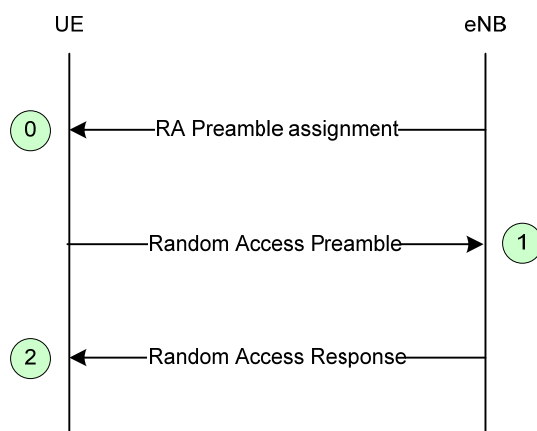 UE eNB
0 RA Preamble assignment
Random Access Preamble 1
2 Random Access Response